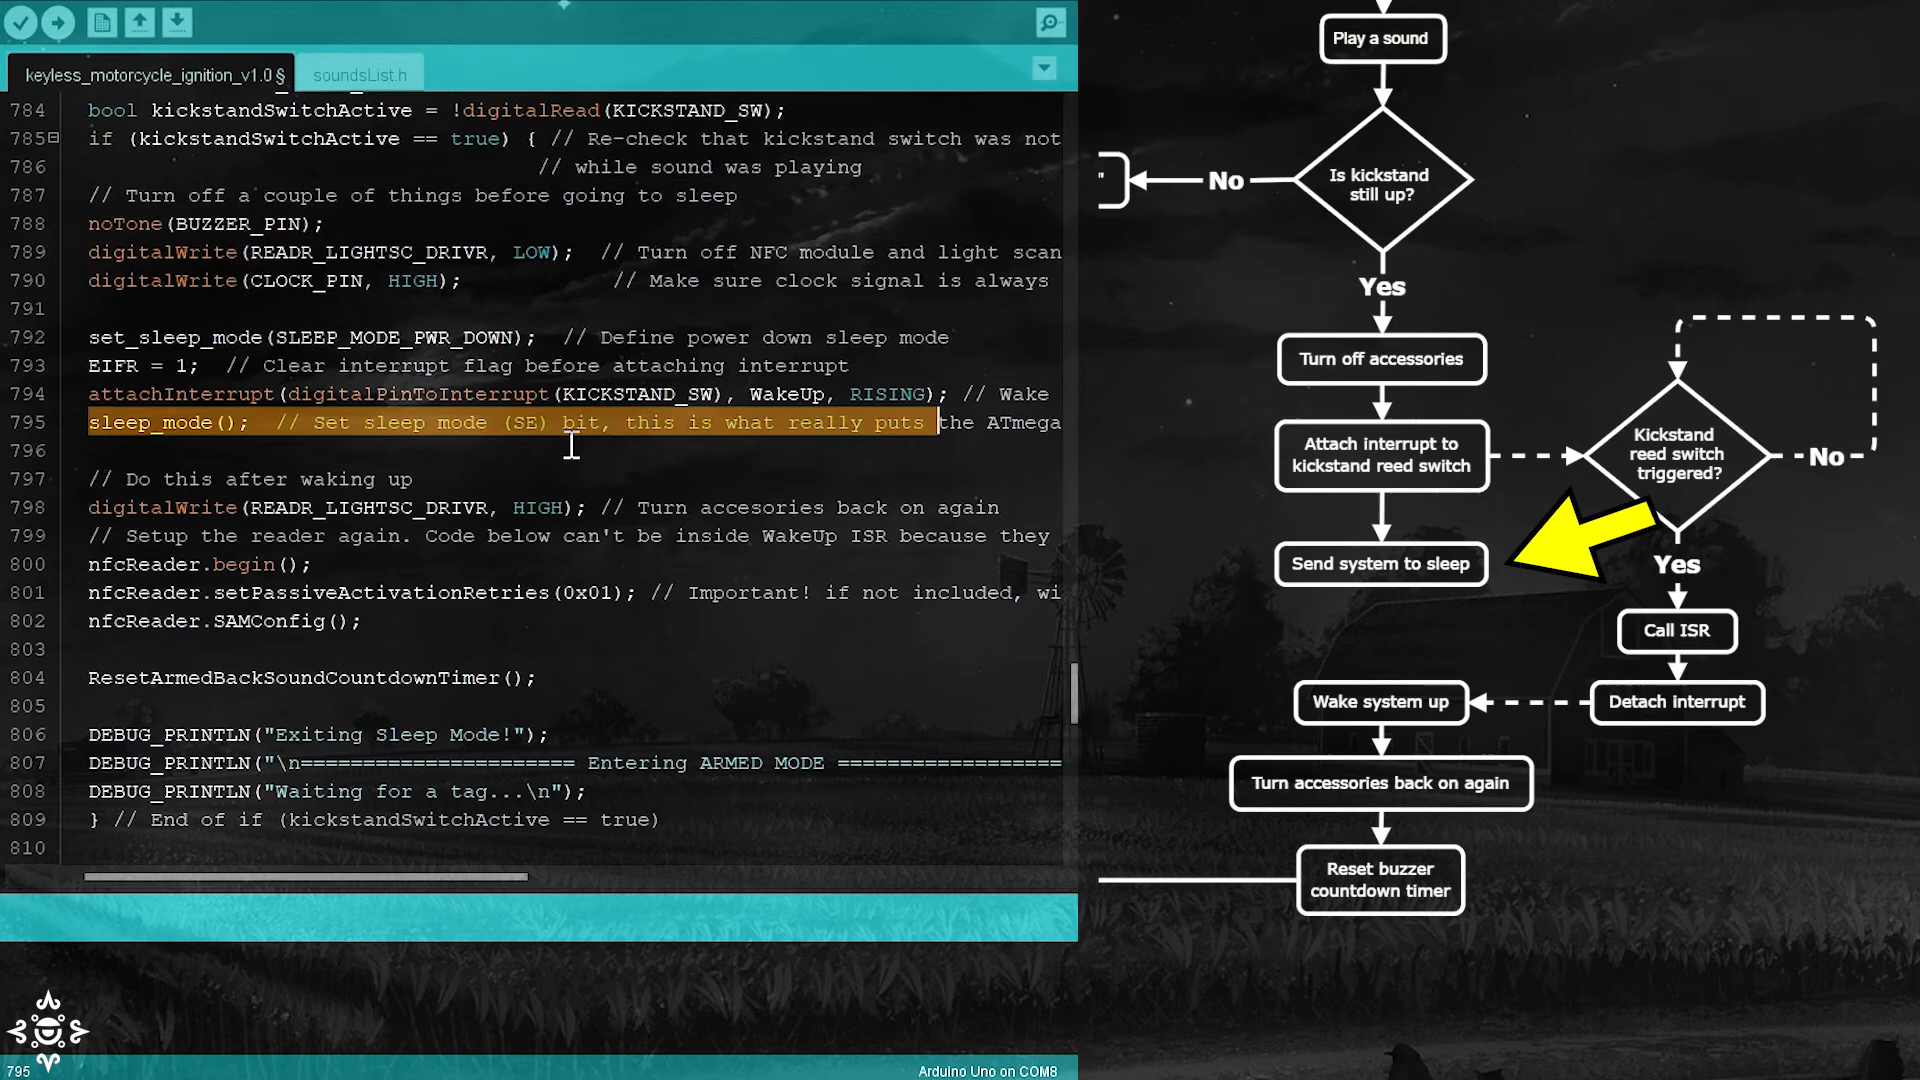 keyless_motorcycle_ignition_v1.0 §
soundsList.h
784 bool kickstandSwitchActive = !digitalRead(KICKSTAND_SW);
785 if (kickstandSwitchActive == true) { // Re-check that kickstand switch was not
786 // while sound was playing
787 // Turn off a couple of things before going to sleep
788 noTone(BUZZER_PIN);
789 digitalWrite(READR_LIGHTSC_DRIVR, LOW); // Turn off NFC module and light scan
790 digitalWrite(CLOCK_PIN, HIGH); // Make sure clock signal is always
791
792 set_sleep_mode(SLEEP_MODE_PWR_DOWN); // Define power down sleep mode
793 EIFR = 1; // Clear interrupt flag before attaching interrupt
794 attachInterrupt(digitalPinToInterrupt(KICKSTAND_SW), WakeUp, RISING); // Wake
795 sleep_mode(); // Set sleep mode (SE) bit, this is what really puts the ATmega
796
797 // Do this after waking up
798 digitalWrite(READR_LIGHTSC_DRIVR, HIGH); // Turn accesories back on again
799 // Setup the reader again. Code below can't be inside WakeUp ISR because they
800 nfcReader.begin();
801 nfcReader.setPassiveActivationRetries(0x01); // Important! if not included, wi
802 nfcReader.SAMConfig();
803
804 ResetArmedBackSoundCountdownTimer();
805
806 DEBUG_PRINTLN("Exiting Sleep Mode!");
807 DEBUG_PRINTLN("\n====================== Entering ARMED MODE ==================
808 DEBUG_PRINTLN("Waiting for a tag...\n");
809 } // End of if (kickstandSwitchActive == true)
810
795
Arduino Uno on COM8
Play a sound
"
No
Is kickstand
still up?
Yes
Turn off accessories
Attach interrupt to
kickstand reed switch
Kickstand
reed switch
triggered?
No
Send system to sleep
Yes
Call ISR
Wake system up
Detach interrupt
Turn accessories back on again
Reset buzzer
countdown timer